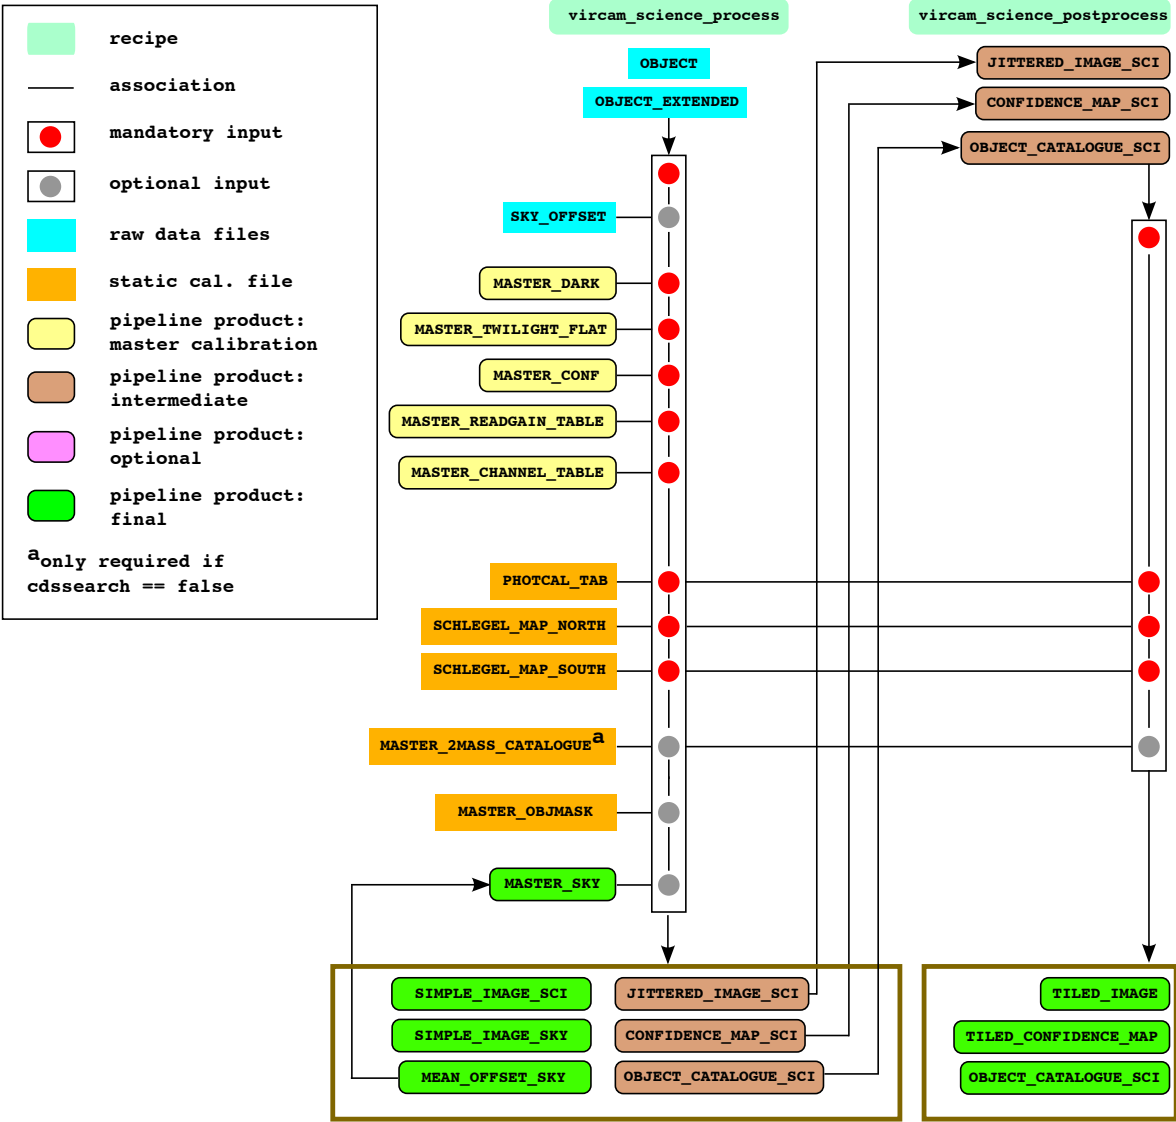 recipe
association
mandatory input
optional input
raw data files
static cal. file
pipeline product:
master calibration
pipeline product:
intermediate
pipeline product:
optional
pipeline product:
final
a only required if
cdssearch == false
vircam_science_process
OBJECT
OBJECT_EXTENDED
SKY_OFFSET
MASTER_DARK
MASTER_TWILIGHT_FLAT
MASTER_CONF
MASTER_READGAIN_TABLE
MASTER_CHANNEL_TABLE
PHOTCAL_TAB
SCHLEGEL_MAP_NORTH
SCHLEGEL_MAP_SOUTH
MASTER_2MASS_CATALOGUE a
MASTER_OBJMASK
MASTER_SKY
SIMPLE_IMAGE_SCI
SIMPLE_IMAGE_SKY
MEAN_OFFSET_SKY
JITTERED_IMAGE_SCI
CONFIDENCE_MAP_SCI
OBJECT_CATALOGUE_SCI
vircam_science_postprocess
JITTERED_IMAGE_SCI
CONFIDENCE_MAP_SCI
OBJECT_CATALOGUE_SCI
TILED_IMAGE
TILED_CONFIDENCE_MAP
OBJECT_CATALOGUE_SCI